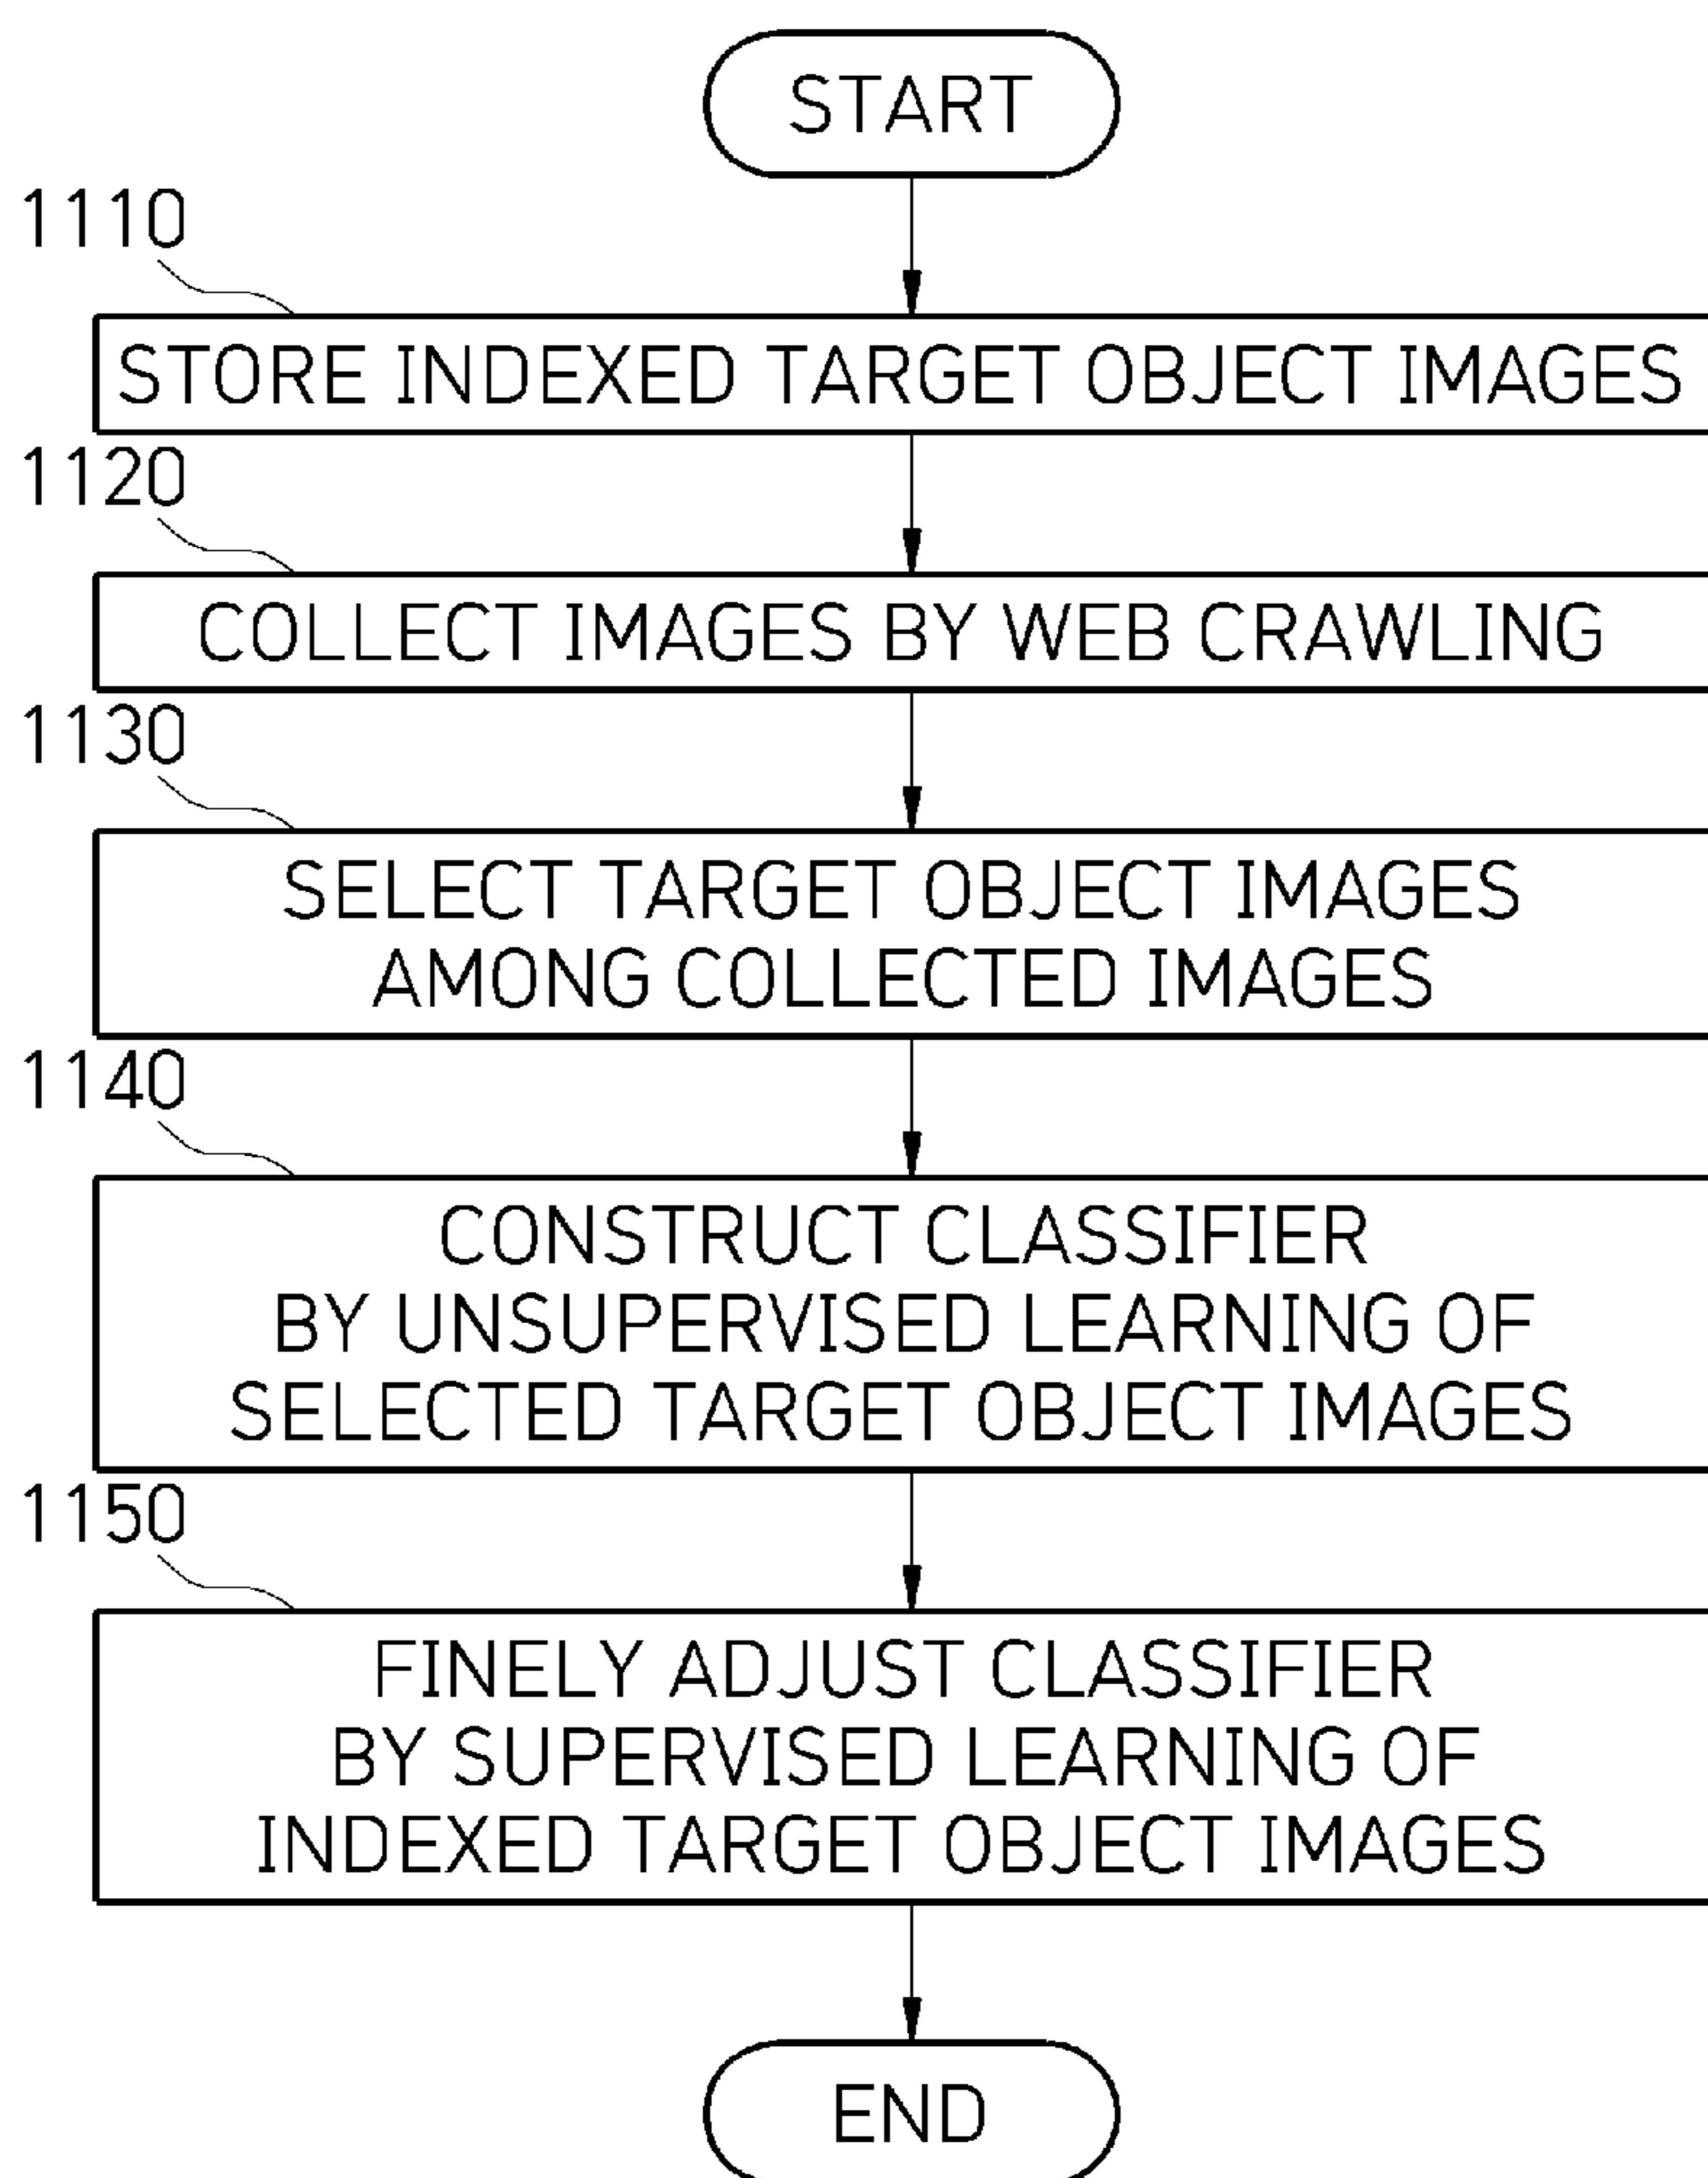 START
1110
STORE INDEXED TARGET OBJECT IMAGES
1120
COLLECT IMAGES BY WEB CRAWLING
1130
SELECT TARGET OBJECT IMAGES
AMONG COLLECTED IMAGES
1140
CONSTRUCT CLASSIFIER
BY UNSUPERVISED LEARNING OF
SELECTED TARGET OBJECT IMAGES
1150
FINELY ADJUST CLASSIFIER
BY SUPERVISED LEARNING OF
INDEXED TARGET OBJECT IMAGES
END